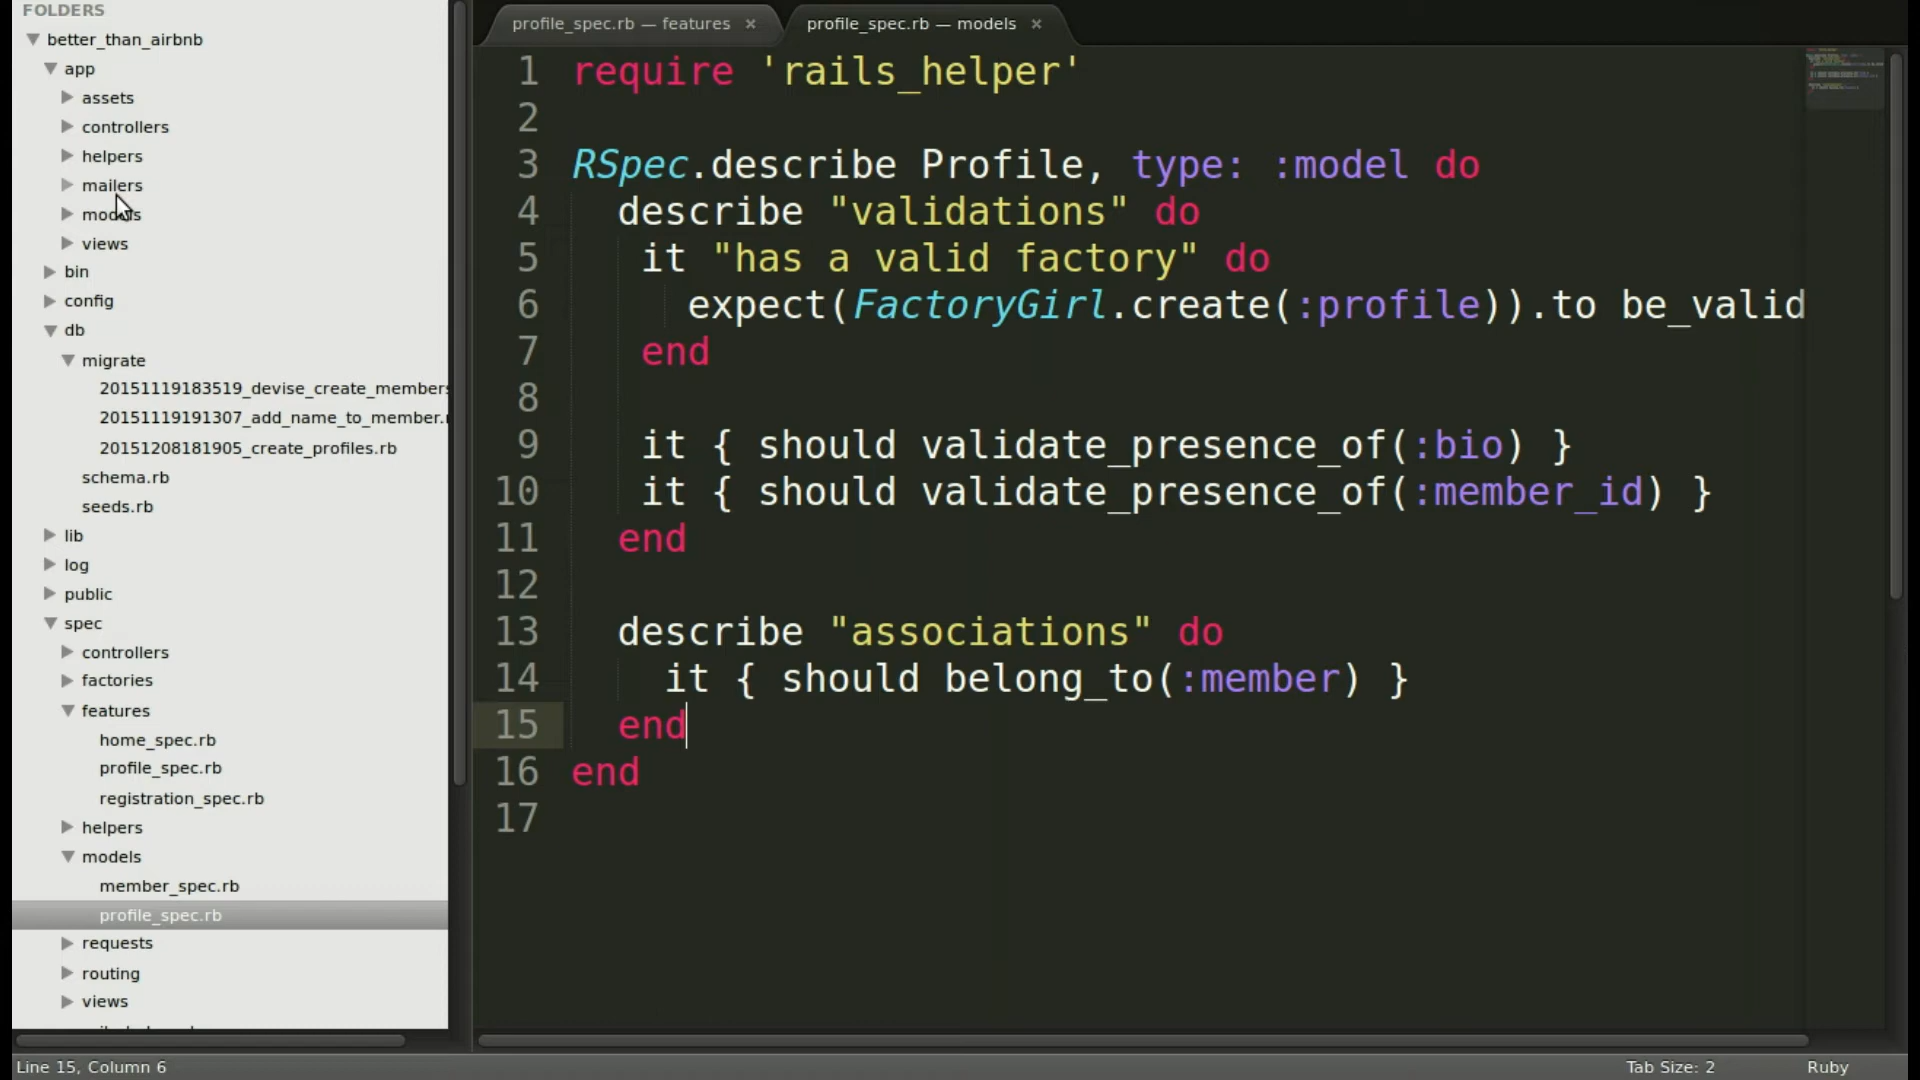 FOLDERS
better_than_airbnb
app
assets
controllers
helpers
mailers
models
views
bin
config
db
migrate
20151119183519_devise_create_members
20151119191307_add_name_to_member.r
20151208181905_create_profiles.rb
schema.rb
seeds.rb
lib
log
public
spec
controllers
factories
features
home_spec.rb
profile_spec.rb
registration_spec.rb
helpers
models
member_spec.rb
profile_spec.rb
requests
routing
views
profile_spec.rb — features ×
profile_spec.rb — models ×
1 require 'rails_helper'
2
3 RSpec.describe Profile, type: :model do
4 describe "validations" do
5 it "has a valid factory" do
6 expect(FactoryGirl.create(:profile)).to be_valid
7 end
8
9 it { should validate_presence_of(:bio) }
10 it { should validate_presence_of(:member_id) }
11 end
12
13 describe "associations" do
14 it { should belong_to(:member) }
15 end
16 end
17
Line 15, Column 6
Tab Size: 2
Ruby